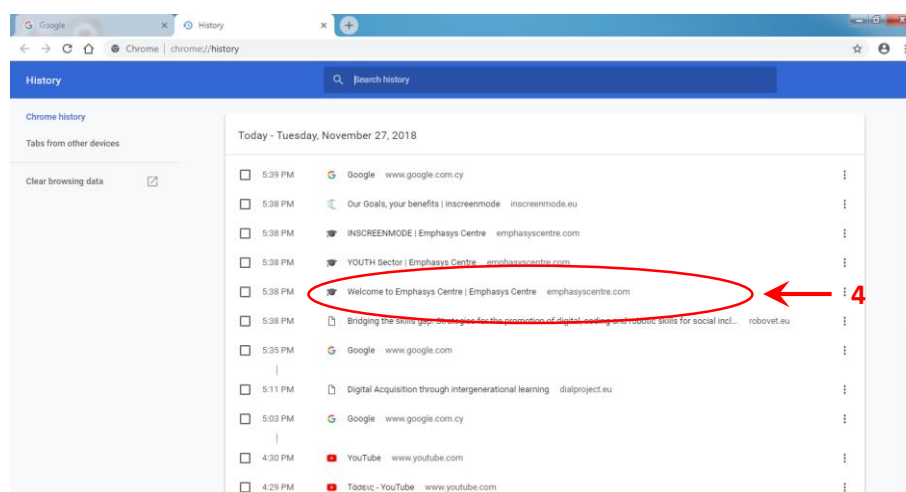 Google
History
Chrome | chrome://history
History
Search history
Chrome history
Tabs from other devices
Clear browsing data
Today - Tuesday, November 27, 2018
5:39 PM Google www.google.com.cy
5:38 PM Our Goals, your benefits | inscreenmode inscreenmode.eu
5:38 PM INSCREENMODE | Emphasys Centre emphasyscentre.com
5:38 PM YOUTH Sector | Emphasys Centre emphasyscentre.com
5:38 PM Welcome to Emphasys Centre | Emphasys Centre emphasyscentre.com
4
5:36 PM Bridging the skills gap: Strategies for the promotion of digital, coding and robotic skills for social incl... robovet.eu
5:35 PM Google www.google.com
5:11 PM Digital Acquisition through intergenerational learning dialproject.eu
5:03 PM Google www.google.com.cy
4:30 PM YouTube www.youtube.com
4:29 PM Τάσεις - YouTube www.youtube.com